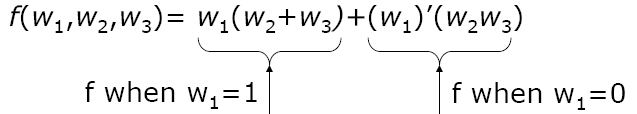 f(w₁,w₂,w₃)= w₁(w₂+w₃)+(w₁)′(w₂w₃)
f when w₁=1 f when w₁=0